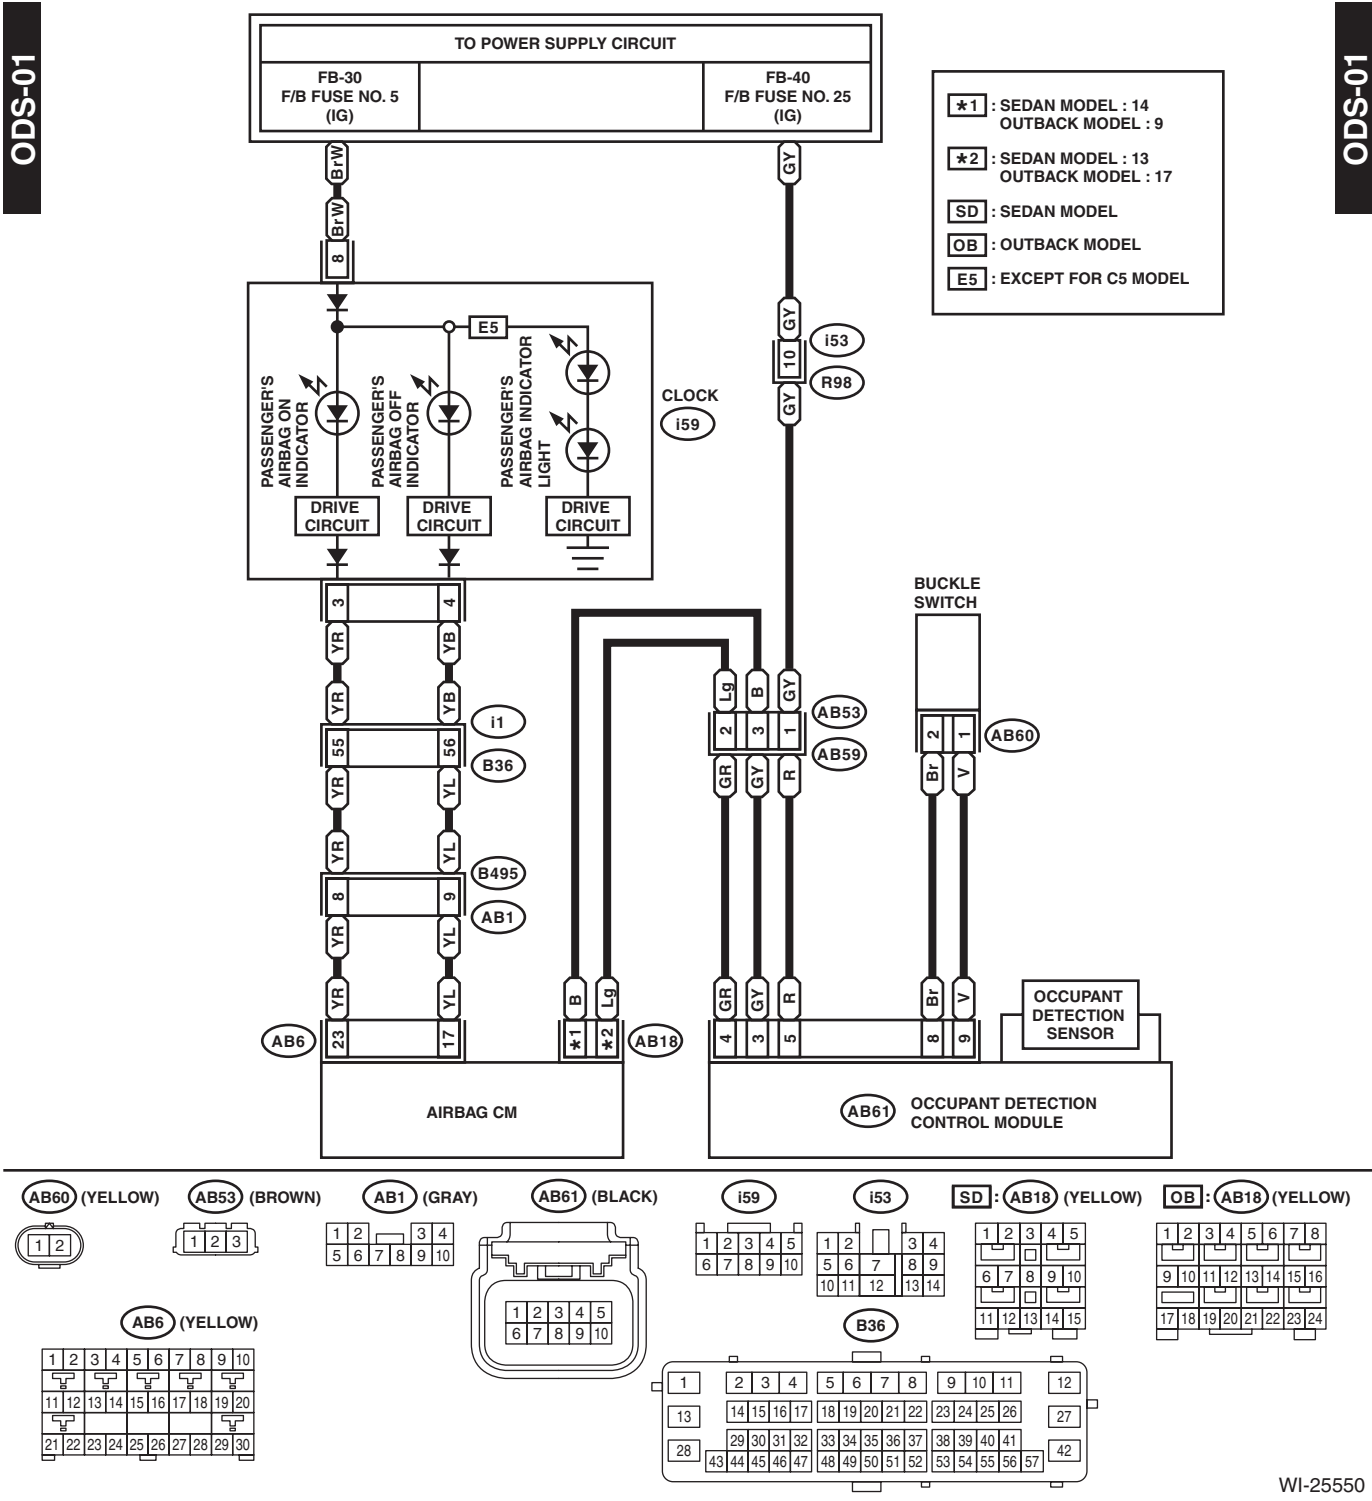 ODS-01
ODS-01
TO POWER SUPPLY CIRCUIT
FB-30
F/B FUSE NO. 5
(IG)
FB-40
F/B FUSE NO. 25
(IG)
*1 : SEDAN MODEL : 14
OUTBACK MODEL : 9
*2 : SEDAN MODEL : 13
OUTBACK MODEL : 17
SD : SEDAN MODEL
OB : OUTBACK MODEL
E5 : EXCEPT FOR C5 MODEL
BrW
BrW
8
GY
GY
10
i53
R98
GY
E5
PASSENGER'S
AIRBAG ON
INDICATOR
PASSENGER'S
AIRBAG OFF
INDICATOR
PASSENGER'S
AIRBAG INDICATOR
LIGHT
CLOCK
i59
DRIVE
CIRCUIT
DRIVE
CIRCUIT
DRIVE
CIRCUIT
3 4
YR YB
YR YB
i1
55 56
B36
YR YL
YR YL
B495
8 9
AB1
YR YL
YR YL
AB6
23 17
B Lg
*1 *2
AB18
AIRBAG CM
Lg B GY
AB53
2 3 1
AB59
GR GY R
GR GY R
4 3 5
BUCKLE
SWITCH
2 1
AB60
Br V
Br V
8 9
OCCUPANT
DETECTION
SENSOR
AB61
OCCUPANT DETECTION
CONTROL MODULE
AB60 (YELLOW)
1 2
AB53 (BROWN)
1 2 3
AB1 (GRAY)
1 2 3 4
5 6 7 8 9 10
AB61 (BLACK)
1 2 3 4 5
6 7 8 9 10
i59
1 2 3 4 5
6 7 8 9 10
i53
1 2 3 4
5 6 7 8 9
10 11 12 13 14
SD : AB18 (YELLOW)
1 2 3 4 5
6 7 8 9 10
11 12 13 14 15
OB : AB18 (YELLOW)
1 2 3 4 5 6 7 8
9 10 11 12 13 14 15 16
17 18 19 20 21 22 23 24
AB6 (YELLOW)
1 2 3 4 5 6 7 8 9 10
11 12 13 14 15 16 17 18 19 20
21 22 23 24 25 26 27 28 29 30
B36
1 2 3 4 5 6 7 8 9 10 11 12
13 14 15 16 17 18 19 20 21 22 23 24 25 26 27
28 29 30 31 32 33 34 35 36 37 38 39 40 41 42
43 44 45 46 47 48 49 50 51 52 53 54 55 56 57
WI-25550